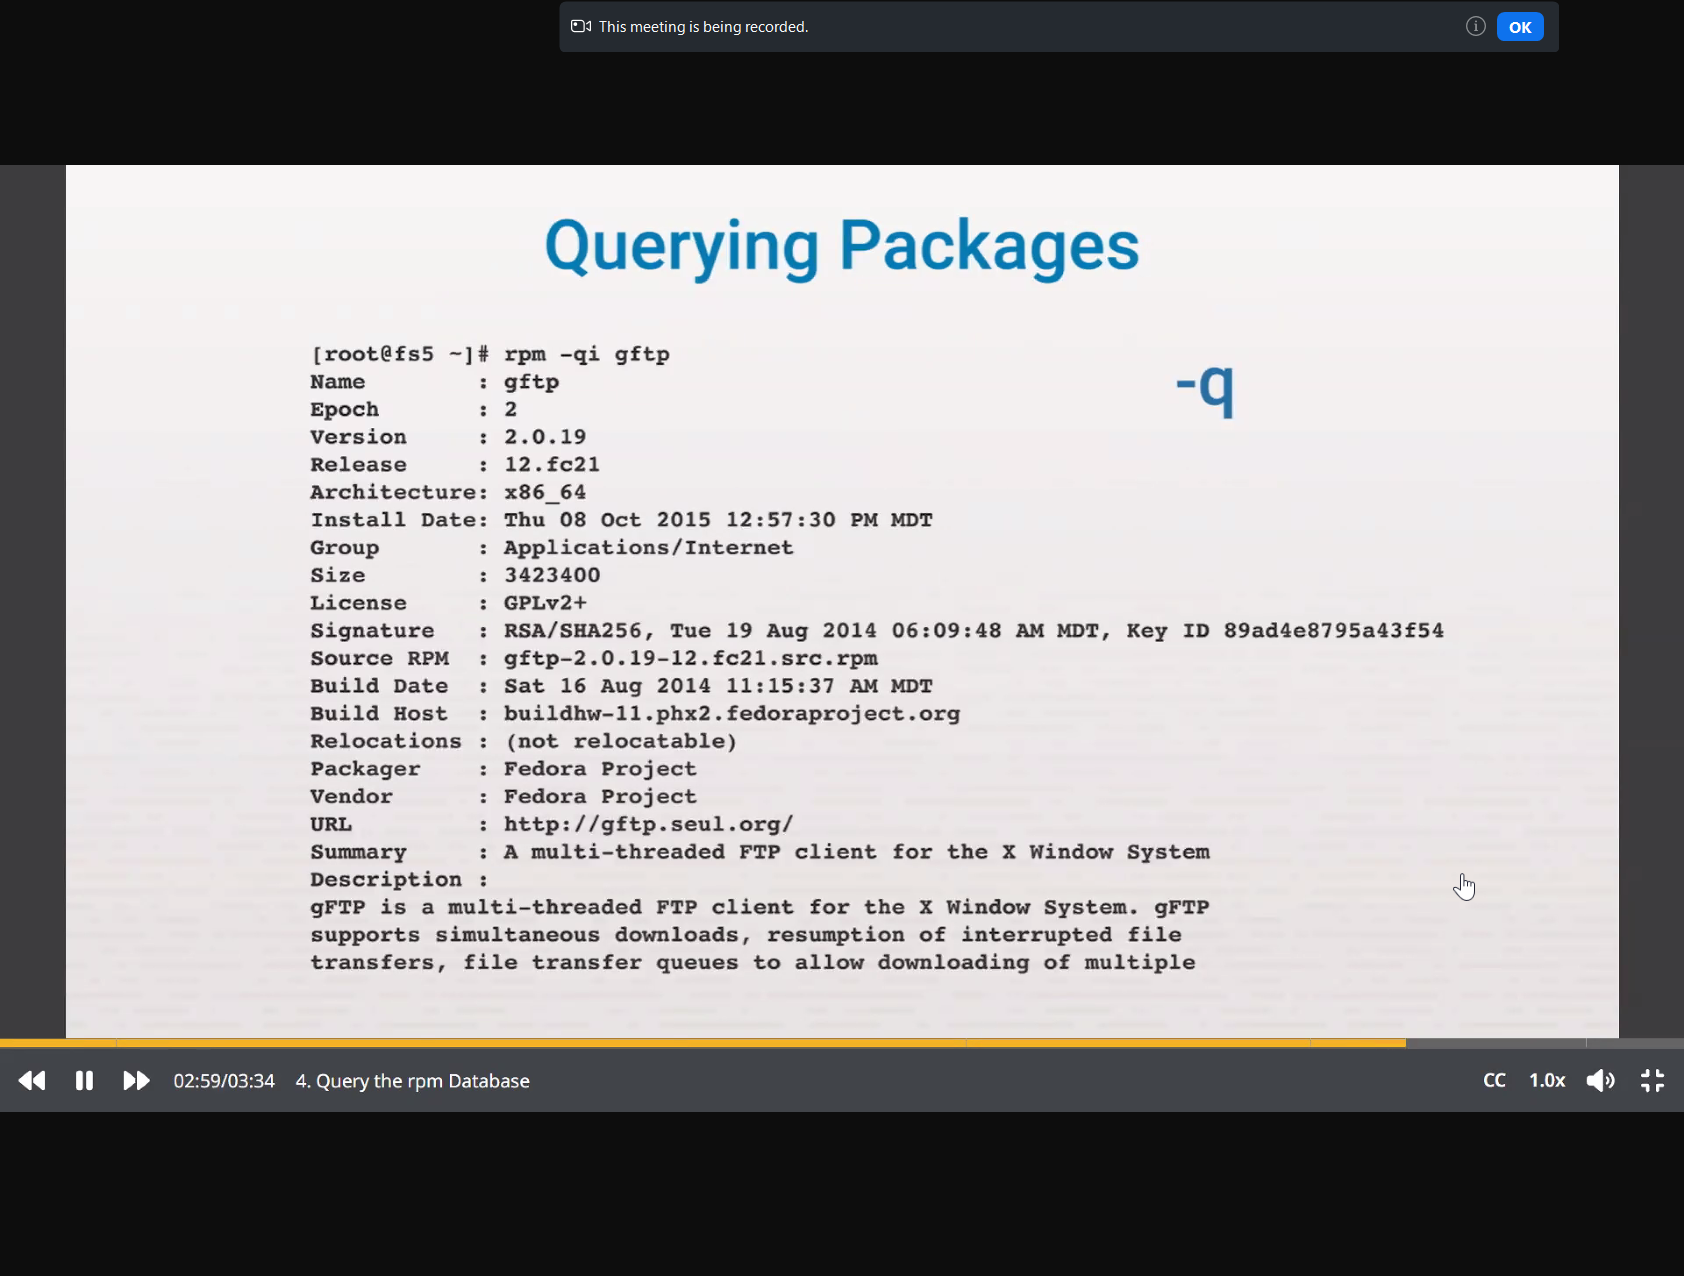 This meeting is being recorded.
OK
Querying Packages
[root@fs5 ~]# rpm -qi gftp
-q
Name : gftp
Epoch : 2
Version : 2.0.19
Release : 12.fc21
Architecture: x86_64
Install Date: Thu 08 Oct 2015 12:57:30 PM MDT
Group : Applications/Internet
Size : 3423400
License : GPLv2+
Signature : RSA/SHA256, Tue 19 Aug 2014 06:09:48 AM MDT, Key ID 89ad4e8795a43f54
Source RPM : gftp-2.0.19-12.fc21.src.rpm
Build Date : Sat 16 Aug 2014 11:15:37 AM MDT
Build Host : buildhw-11.phx2.fedoraproject.org
Relocations : (not relocatable)
Packager : Fedora Project
Vendor : Fedora Project
URL : http://gftp.seul.org/
Summary : A multi-threaded FTP client for the X Window System
Description :
gFTP is a multi-threaded FTP client for the X Window System. gFTP
supports simultaneous downloads, resumption of interrupted file
transfers, file transfer queues to allow downloading of multiple
02:59/03:34 4. Query the rpm Database
CC 1.0x